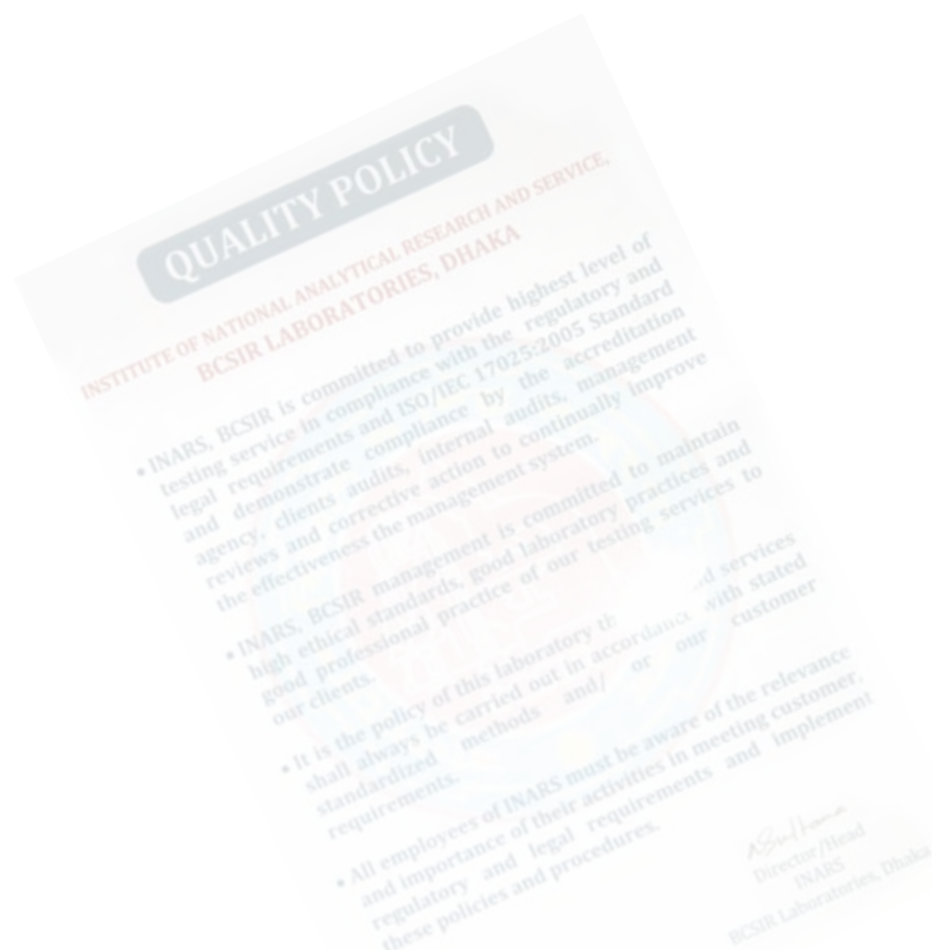 QUALITY POLICY
INSTITUTE OF NATIONAL ANALYTICAL RESEARCH AND SERVICE,
BCSIR LABORATORIES, DHAKA
• INARS, BCSIR is committed to provide highest level of
testing service in compliance with the regulatory and
legal requirements and ISO/IEC 17025:2005 Standard
and demonstrate compliance by the accreditation
agency, clients audits, internal audits, management
reviews and corrective action to continually improve
the effectiveness the management system.
• INARS, BCSIR management is committed to maintain
high ethical standards, good laboratory practices and
good professional practice of our testing services to
our clients.
• It is the policy of this laboratory services
shall always be carried out in accordance with stated
standardized methods and/ or our customer
requirements.
• All employees of INARS must be aware of the relevance
and importance of their activities in meeting customer,
regulatory and legal requirements and implement
these policies and procedures.
Director/Head
INARS
BCSIR Laboratories, Dhaka